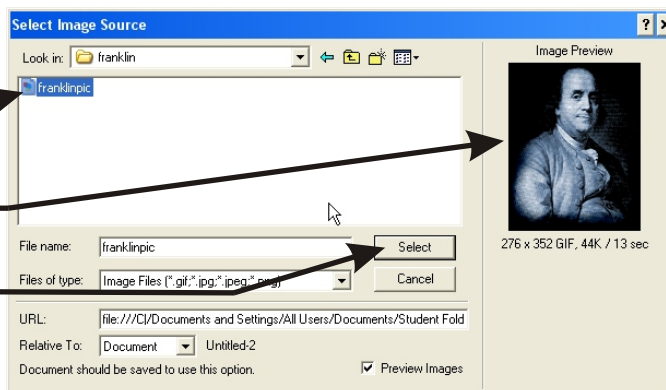 Select Image Source
Look in: franklin
Image Preview
franklinpic
276 x 352 GIF, 44K / 13 sec
File name: franklinpic Select
Files of type: Image Files (*.gif;*.jpg;*.jpeg;*.png) Cancel
URL: file:///C|/Documents and Settings/All Users/Documents/Student Fold
Relative To: Document Untitled-2
Document should be saved to use this option. Preview Images